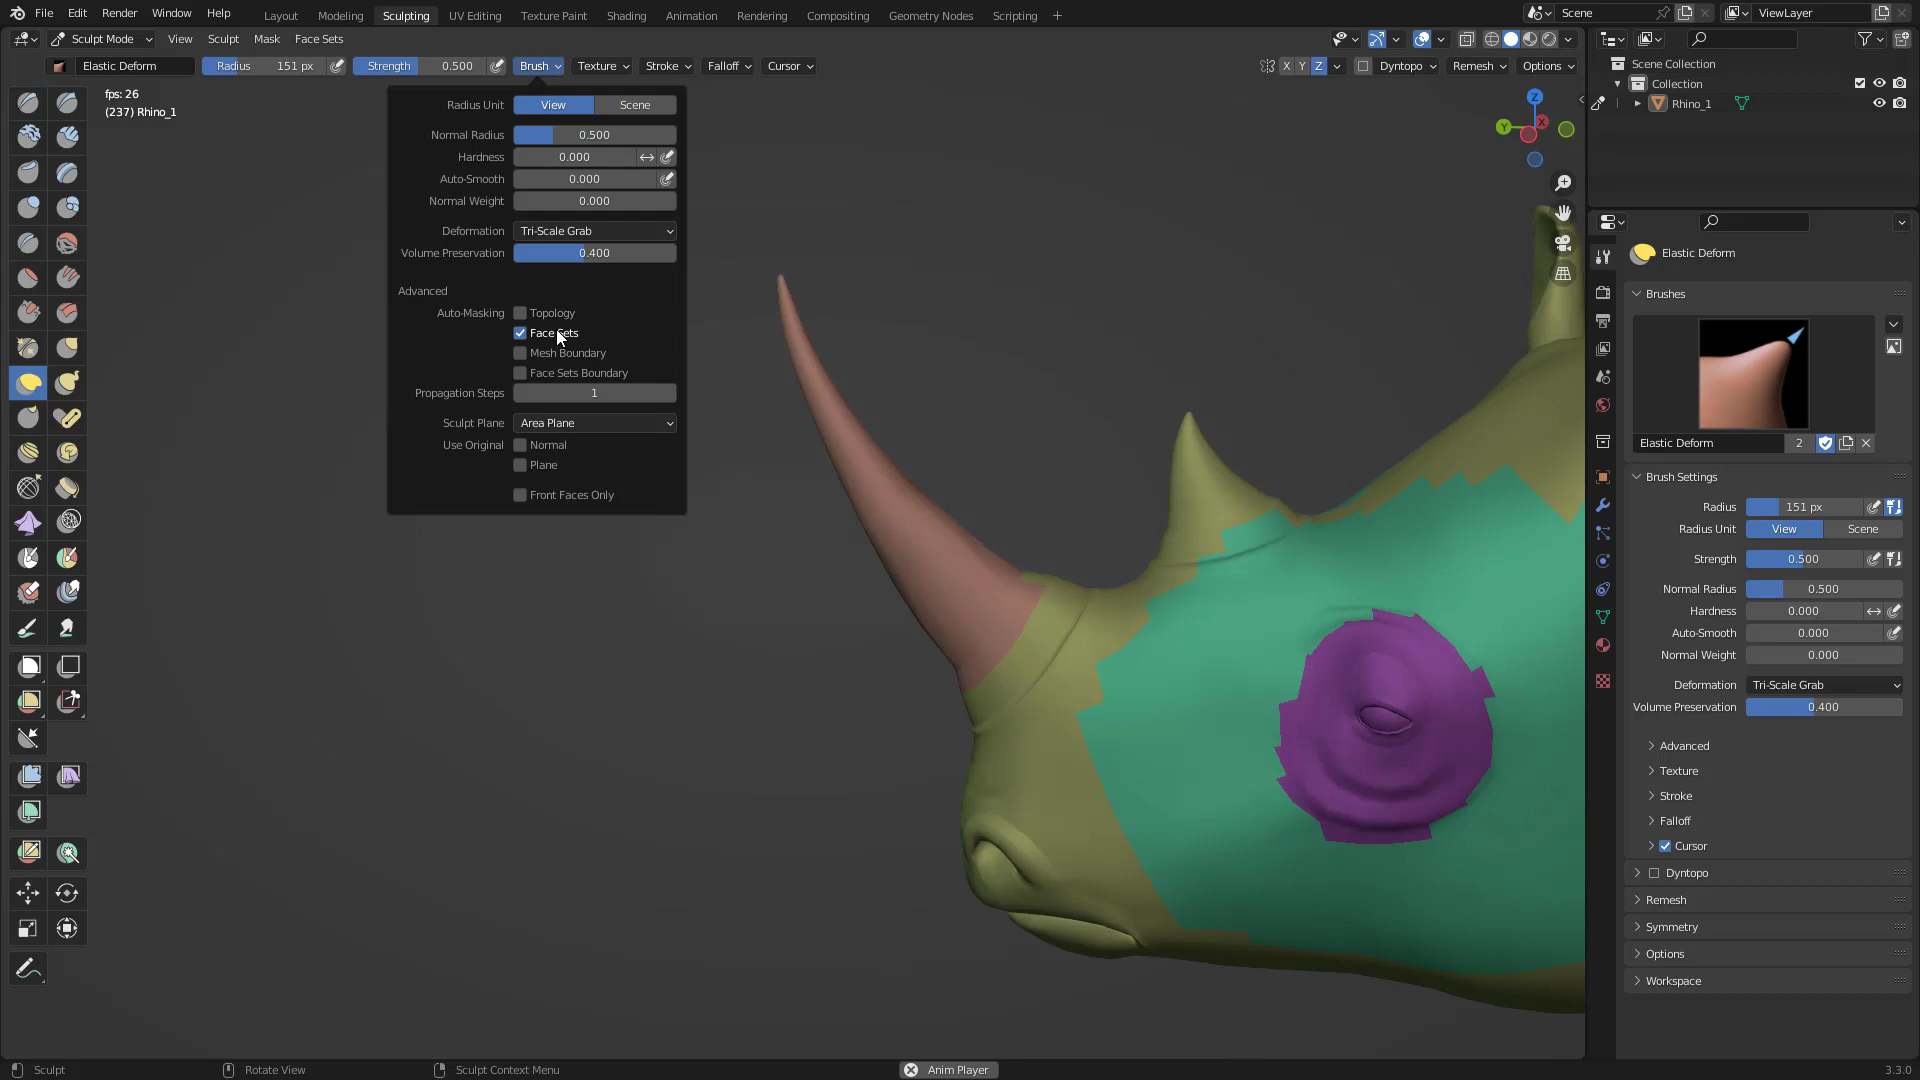 File Edit Render Window Help Layout Modeling Sculpting UV Editing Texture Paint Shading Animation Rendering Compositing Geometry Nodes Scripting + Scene ViewLayer
Sculpt Mode View Sculpt Mask Face Sets
Elastic Deform Radius 151 px Strength 0.500 Brush Texture Stroke Falloff Cursor X Y Z Dyntopo Remesh Options
fps: 26
(237) Rhino_1
Radius Unit View Scene
Normal Radius 0.500
Hardness 0.000
Auto-Smooth 0.000
Normal Weight 0.000
Deformation Tri-Scale Grab
Volume Preservation 0.400
Advanced
Auto-Masking Topology
Face Sets
Mesh Boundary
Face Sets Boundary
Propagation Steps 1
Sculpt Plane Area Plane
Use Original Normal
Plane
Front Faces Only
Z
Y X
Scene Collection
Collection
Rhino_1
Elastic Deform
Brushes
Elastic Deform 2
Brush Settings
Radius 151 px
Radius Unit View Scene
Strength 0.500
Normal Radius 0.500
Hardness 0.000
Auto-Smooth 0.000
Normal Weight 0.000
Deformation Tri-Scale Grab
Volume Preservation 0.400
Advanced
Texture
Stroke
Falloff
Cursor
Dyntopo
Remesh
Symmetry
Options
Workspace
Sculpt Rotate View Sculpt Context Menu Anim Player 3.3.0